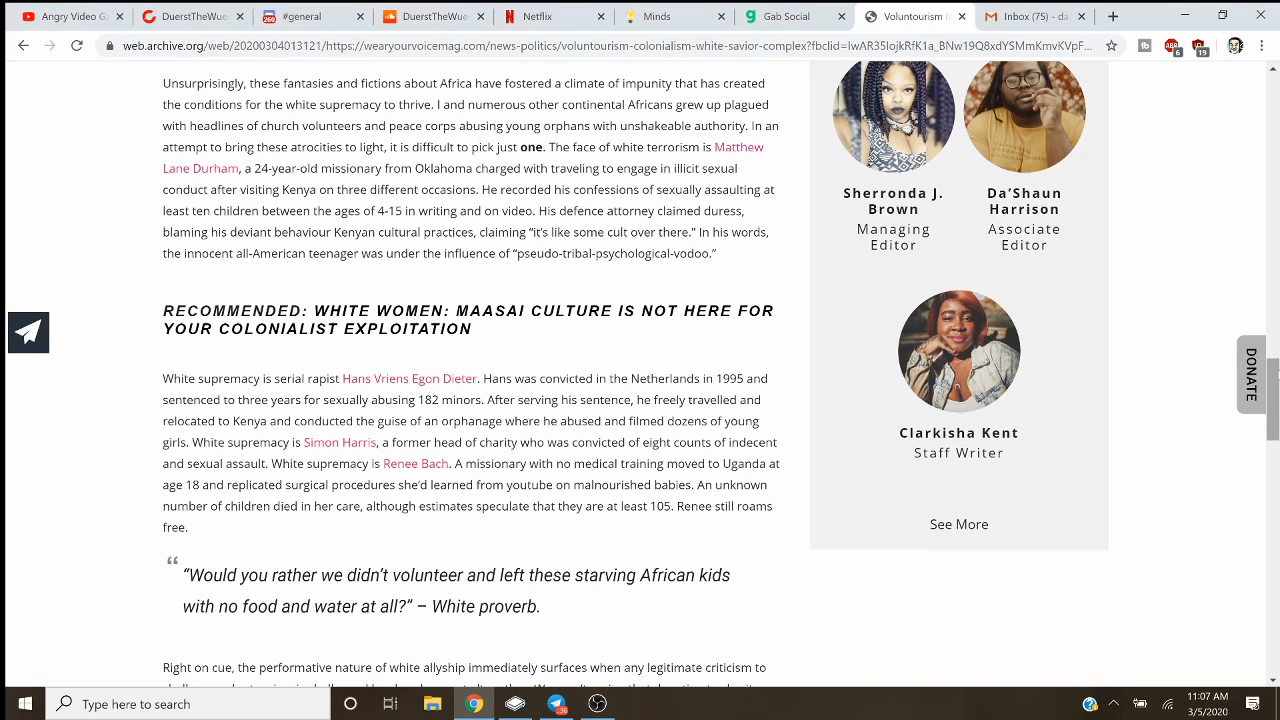 Angry Video G
DuerstTheWue
#general
DuerstTheWue
Netflix
Minds
Gab Social
Voluntourism I
Inbox (75) - da
web.archive.org/web/20200304013121/https://wearyourvoicemag.com/news-politics/voluntourism-colonialism-white-savior-complex?fbclid=IwAR35lojkRfK1a_BNw19Q8xdYSMmKmvKVpF...
Unsurprisingly, these fantasies and fictions about Africa have fostered a climate of impunity that has created
the conditions for the white supremacy to thrive. I and numerous other continental Africans grew up plagued
with headlines of church volunteers and peace corps abusing young orphans with unshakeable authority. In an
attempt to bring these atrocities to light, it is difficult to pick just one. The face of white terrorism is Matthew
Lane Durham, a 24-year-old missionary from Oklahoma charged with traveling to engage in illicit sexual
conduct after visiting Kenya on three different occasions. He recorded his confessions of sexually assaulting at
least ten children between the ages of 4-15 in writing and on video. His defence attorney claimed duress,
blaming his deviant behaviour Kenyan cultural practices, claiming “it’s like some cult over there.” In his words,
the innocent all-American teenager was under the influence of “pseudo-tribal-psychological-vodoo.”
RECOMMENDED: WHITE WOMEN: MAASAI CULTURE IS NOT HERE FOR
YOUR COLONIALIST EXPLOITATION
White supremacy is serial rapist Hans Vriens Egon Dieter. Hans was convicted in the Netherlands in 1995 and
sentenced to three years for sexually abusing 182 minors. After serving his sentence, he freely travelled and
relocated to Kenya and conducted the guise of an orphanage where he abused and filmed dozens of young
girls. White supremacy is Simon Harris, a former head of charity who was convicted of eight counts of indecent
and sexual assault. White supremacy is Renee Bach. A missionary with no medical training moved to Uganda at
age 18 and replicated surgical procedures she’d learned from youtube on malnourished babies. An unknown
number of children died in her care, although estimates speculate that they are at least 105. Renee still roams
free.
“
“Would you rather we didn’t volunteer and left these starving African kids
with no food and water at all?” – White proverb.
Right on cue, the performative nature of white allyship immediately surfaces when any legitimate criticism to
Sherronda J.
Brown
Managing
Editor
Da’Shaun
Harrison
Associate
Editor
Clarkisha Kent
Staff Writer
See More
DONATE
Type here to search
11:07 AM
3/5/2020